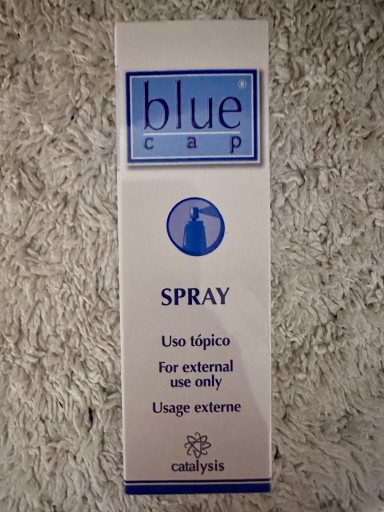 blue®
cap
SPRAY
Uso tópico
For external
use only
Usage externe
catalysis